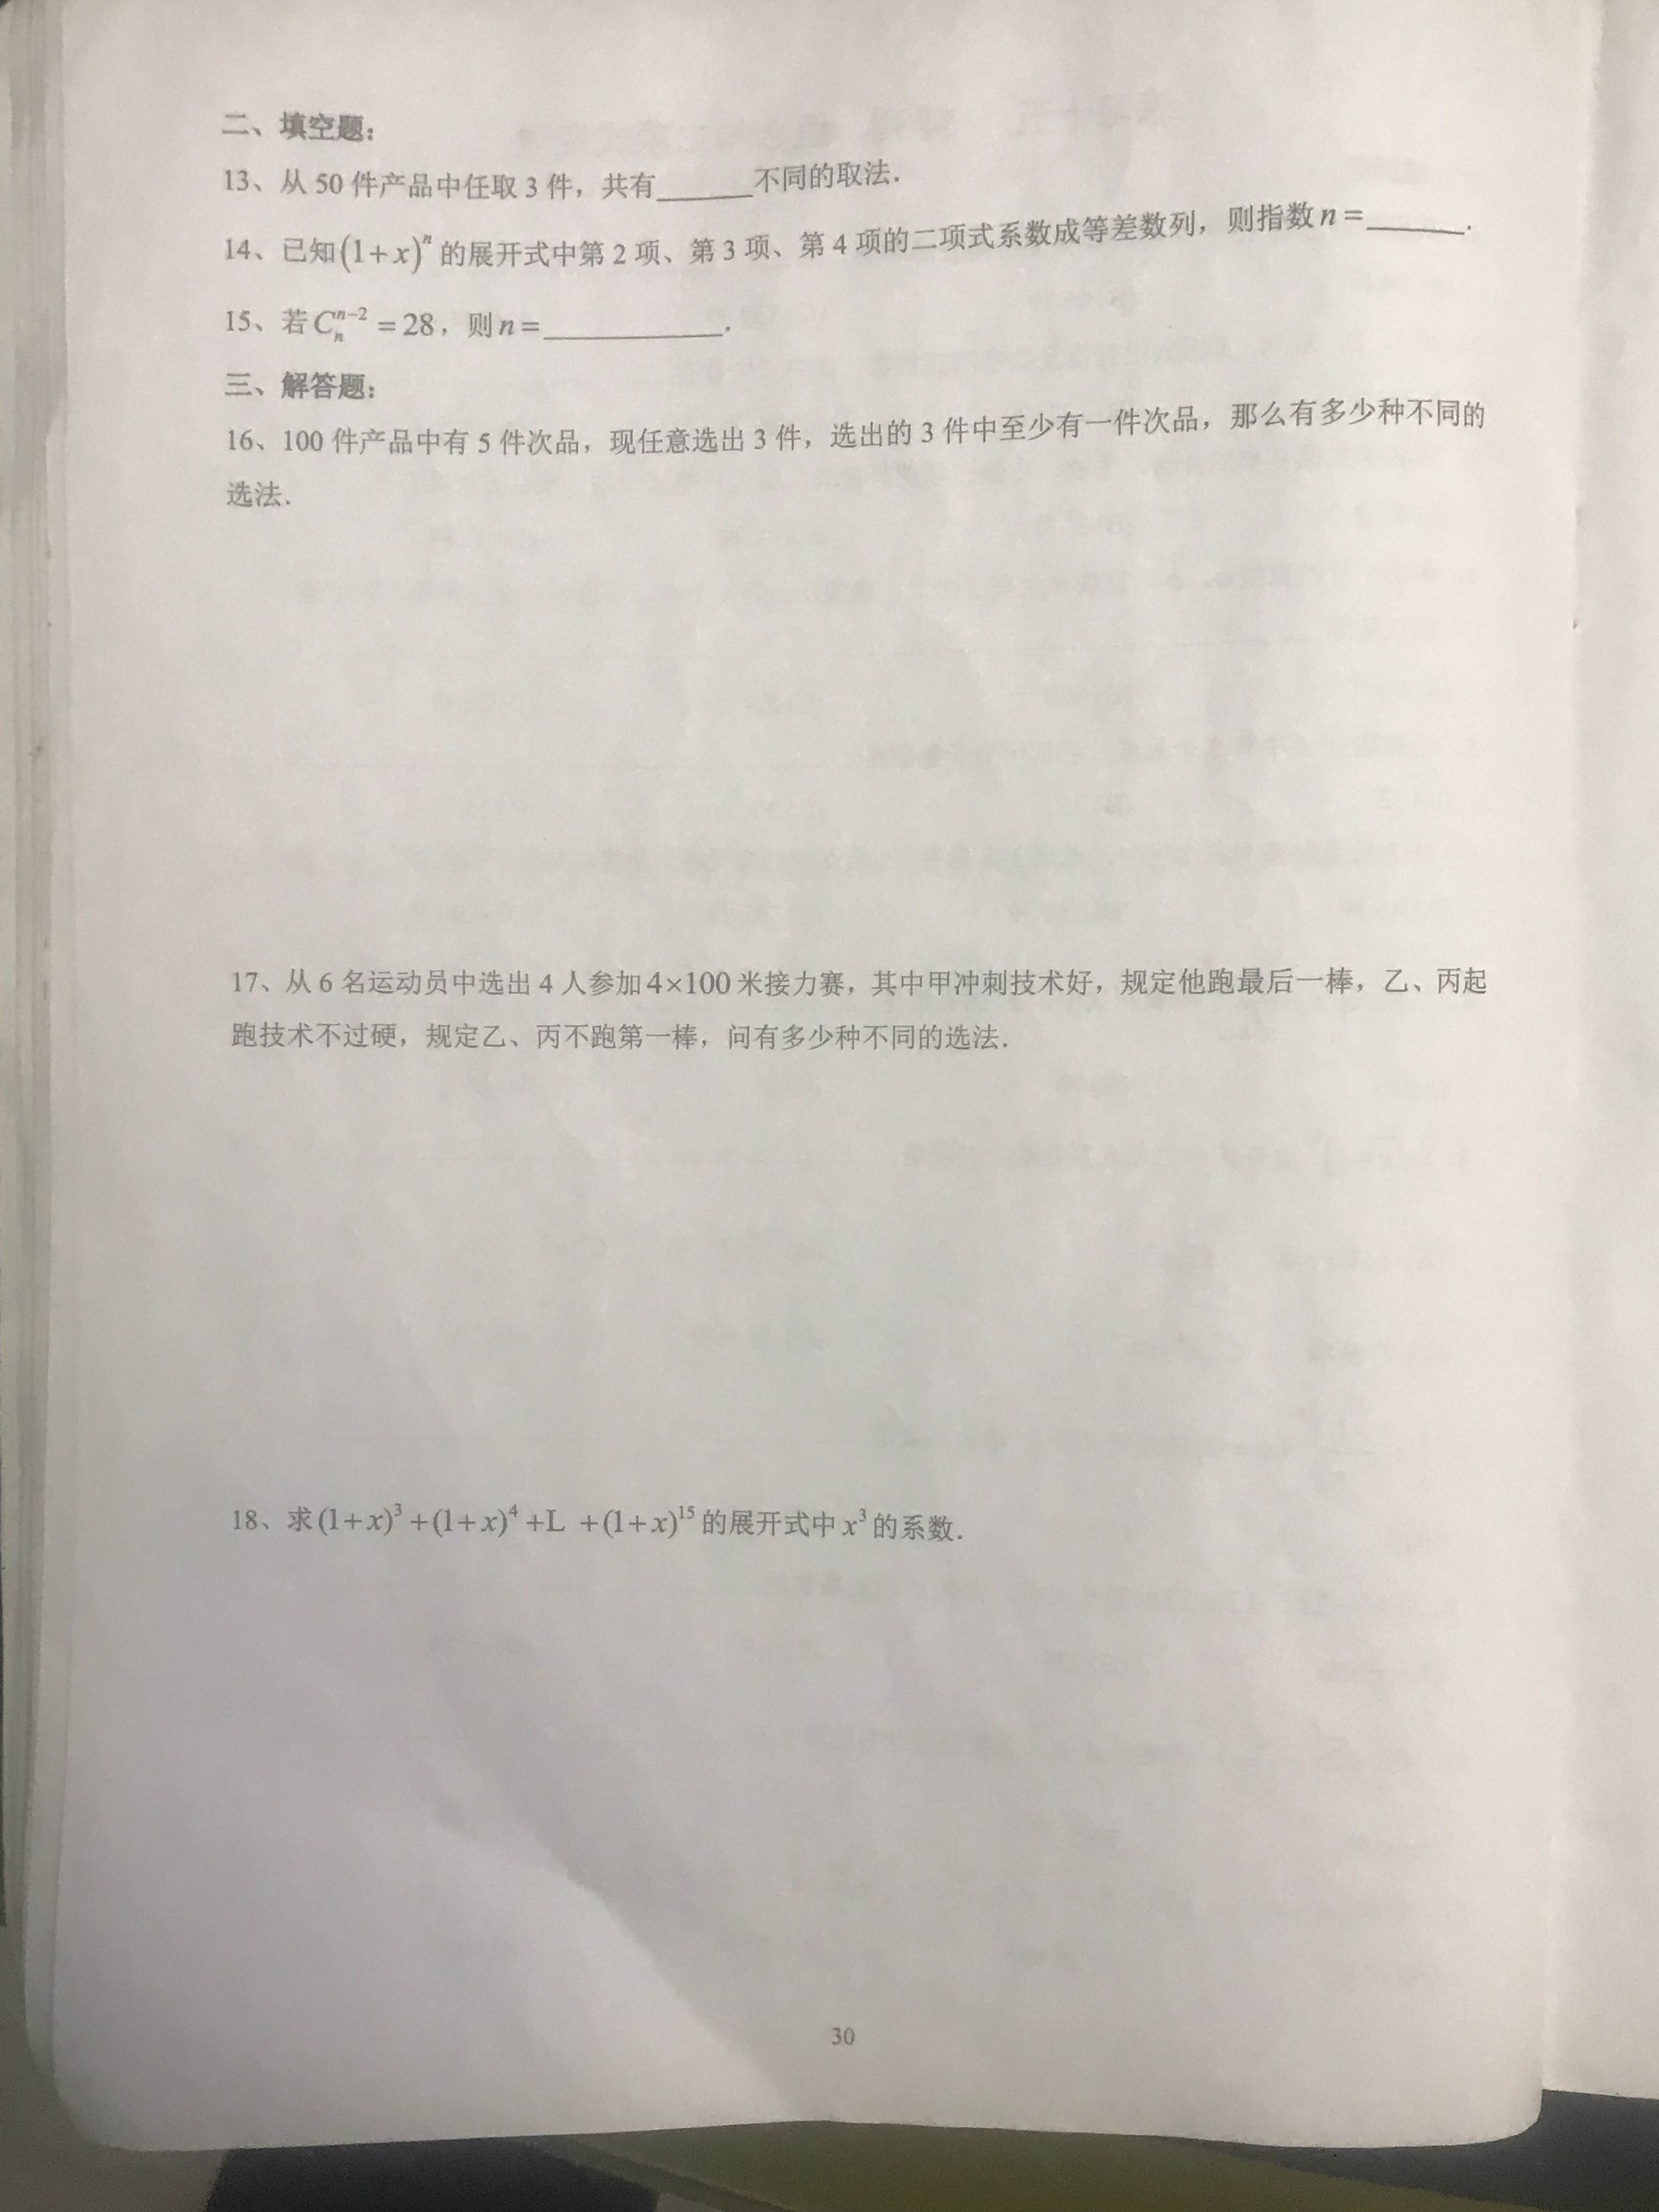 二、填空题：
13、从 50 件产品中任取 3 件，共有______不同的取法．
14、已知(1+x)ⁿ 的展开式中第 2 项、第 3 项、第 4 项的二项式系数成等差数列，则指数 n =______．
15、若 Cₙⁿ⁻² = 28，则 n =___________．
三、解答题：
16、100 件产品中有 5 件次品，现任意选出 3 件，选出的 3 件中至少有一件次品，那么有多少种不同的
选法．
17、从 6 名运动员中选出 4 人参加 4×100 米接力赛，其中甲冲刺技术好，规定他跑最后一棒，乙、丙起
跑技术不过硬，规定乙、丙不跑第一棒，问有多少种不同的选法．
18、求(1+x)³ +(1+x)⁴ +L +(1+x)¹⁵ 的展开式中 x³ 的系数．
30